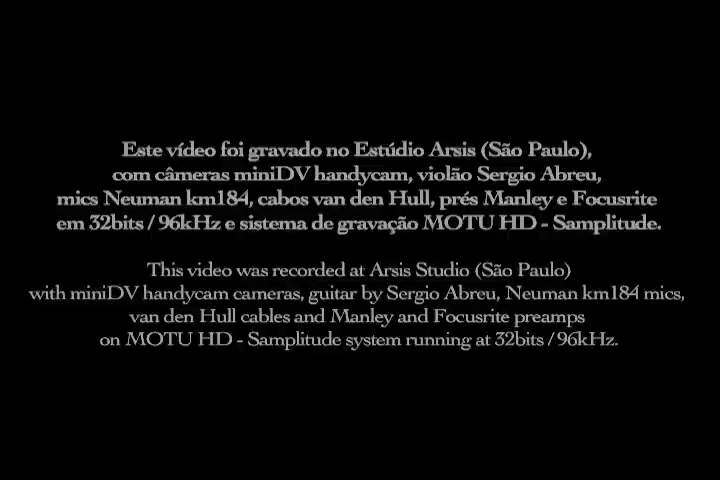 Este vídeo foi gravado no Estúdio Arsis (São Paulo),
com câmeras miniDV handycam, violão Sergio Abreu,
mics Neuman km184, cabos van den Hull, prés Manley e Focusrite
em 32bits / 96kHz e sistema de gravação MOTU HD - Samplitude.
This video was recorded at Arsis Studio (São Paulo)
with miniDV handycam cameras, guitar by Sergio Abreu, Neuman km184 mics,
van den Hull cables and Manley and Focusrite preamps
on MOTU HD - Samplitude system running at 32bits / 96kHz.